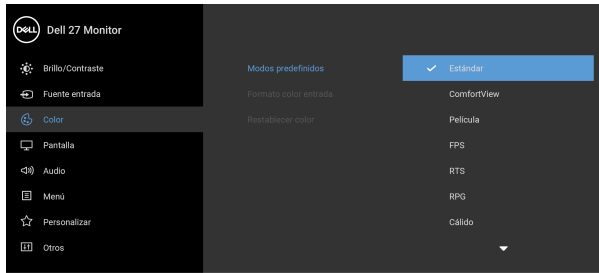 DELL
Dell 27 Monitor
Brillo/Contraste
Fuente entrada
Color
Pantalla
Audio
Menú
Personalizar
Otros
Modos predefinidos
Formato color entrada
Restablecer color
Estándar
ComfortView
Película
FPS
RTS
RPG
Cálido